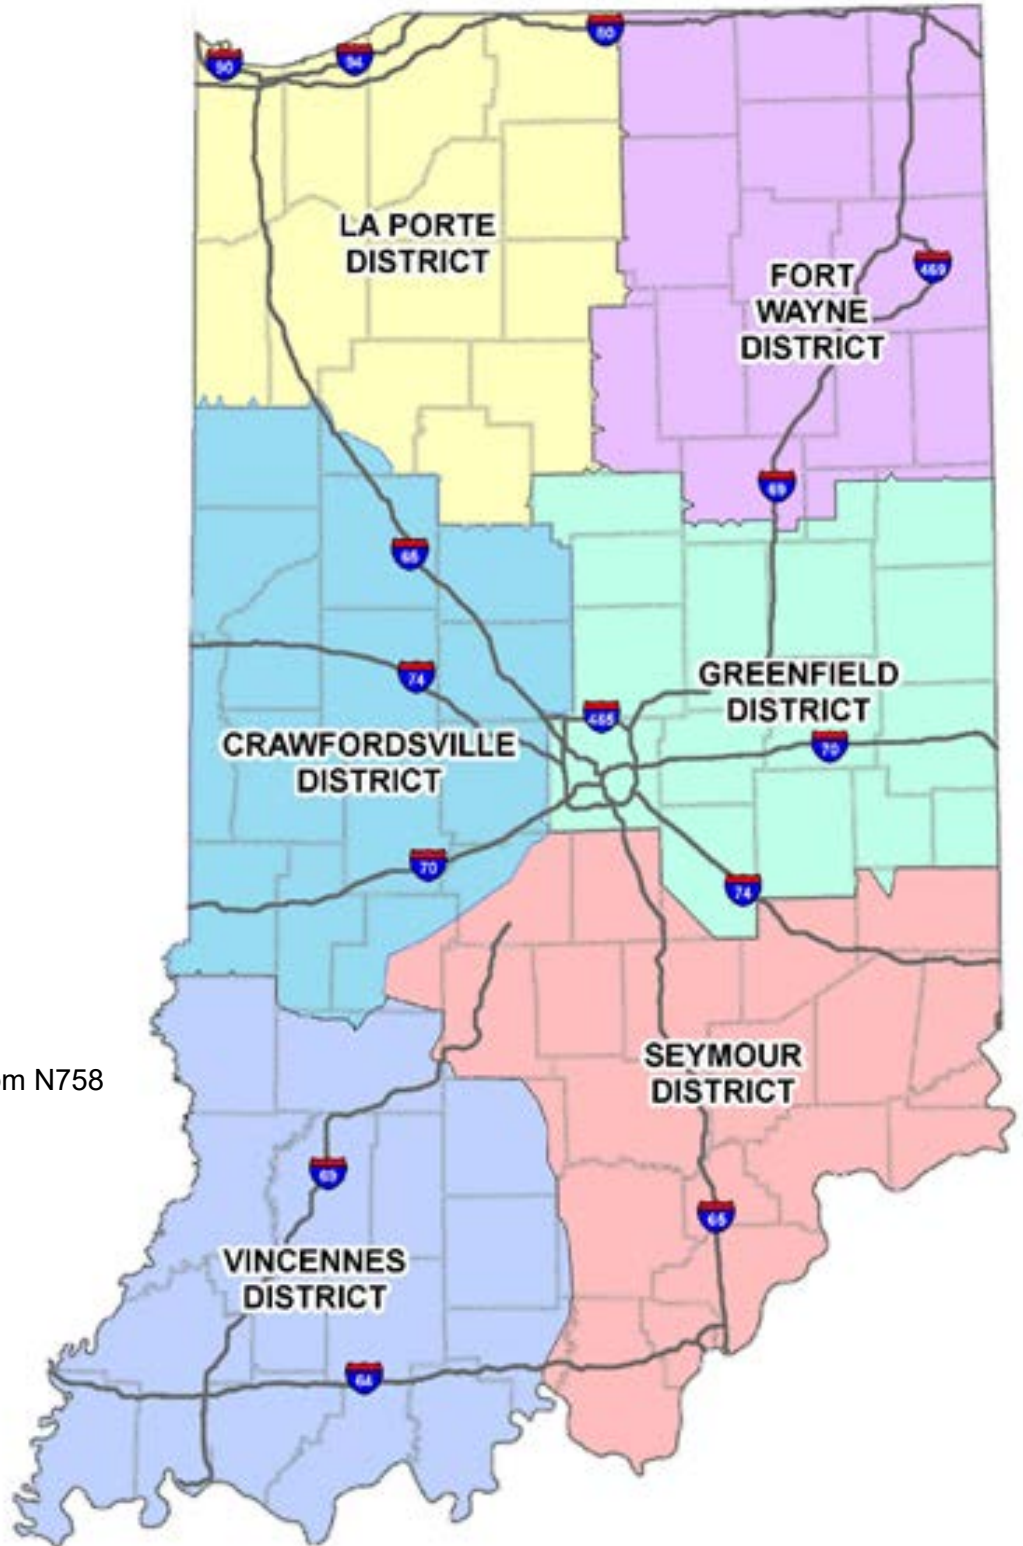 80
90
94
LA PORTE
DISTRICT
469
FORT
WAYNE
DISTRICT
69
65
74
GREENFIELD
DISTRICT
465
CRAWFORDSVILLE
DISTRICT
70
70
74
SEYMOUR
DISTRICT
m N758
69
65
VINCENNES
DISTRICT
64